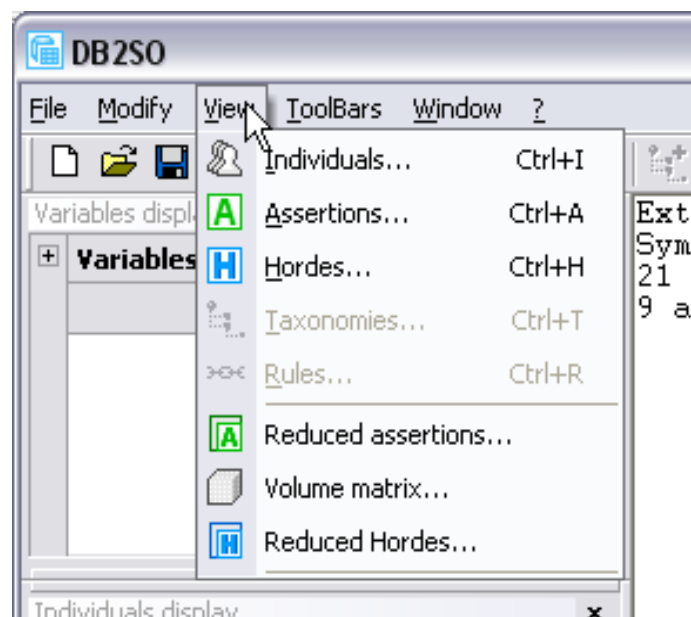 DB2SO
File Modify View ToolBars Window ?
Individuals... Ctrl+I
Variables displ
Assertions... Ctrl+A
Ext
Variables
Hordes... Ctrl+H
Sym
21
Taxonomies... Ctrl+T
9 a
Rules... Ctrl+R
Reduced assertions...
Volume matrix...
Reduced Hordes...
Individuals display